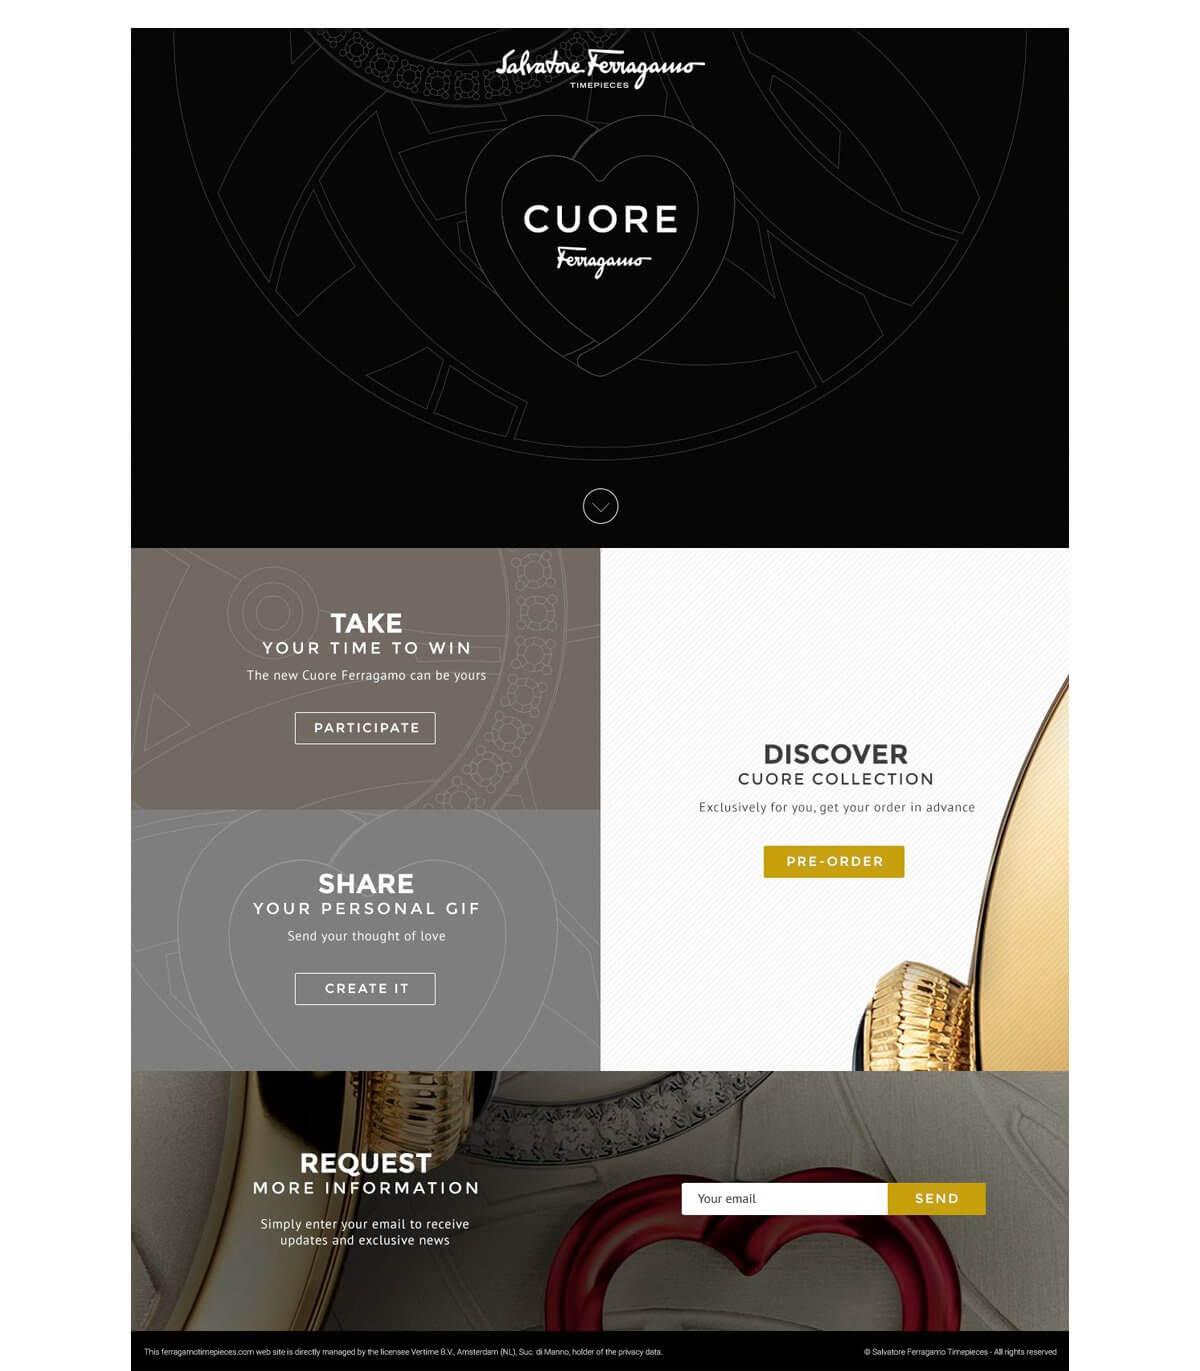 Salvatore Ferragamo
TIMEPIECES
CUORE
Ferragamo
TAKE
YOUR TIME TO WIN
The new Cuore Ferragamo can be yours
PARTICIPATE
SHARE
YOUR PERSONAL GIF
Send your thought of love
CREATE IT
DISCOVER
CUORE COLLECTION
Exclusively for you, get your order in advance
PRE-ORDER
REQUEST
MORE INFORMATION
Simply enter your email to receive
updates and exclusive news
Your email
SEND
This ferragamotimepieces.com web site is directly managed by the licensee Vertime B.V., Amsterdam (NL), Suc. di Manno, holder of the privacy data.
© Salvatore Ferragamo Timepieces - All rights reserved